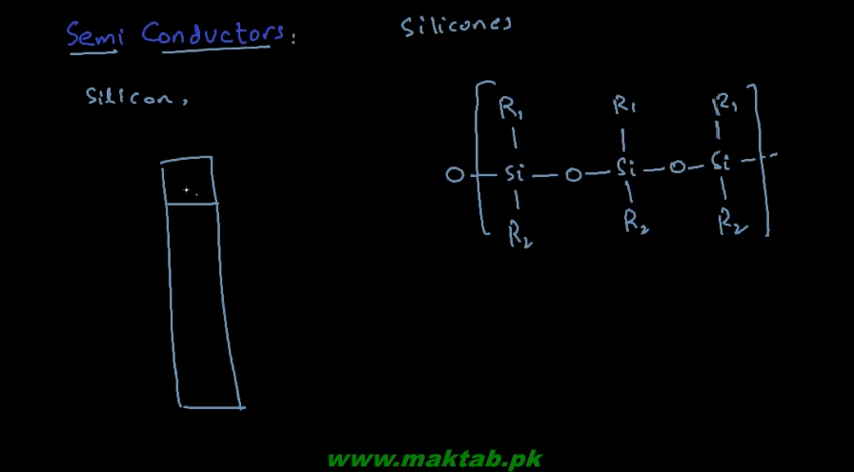 Semi Conductors:
Silicones
Silicon,
R₁ R₁ R₁
O — Si — O — Si — O — Si - -
R₂ R₂ R₂
www.maktab.pk